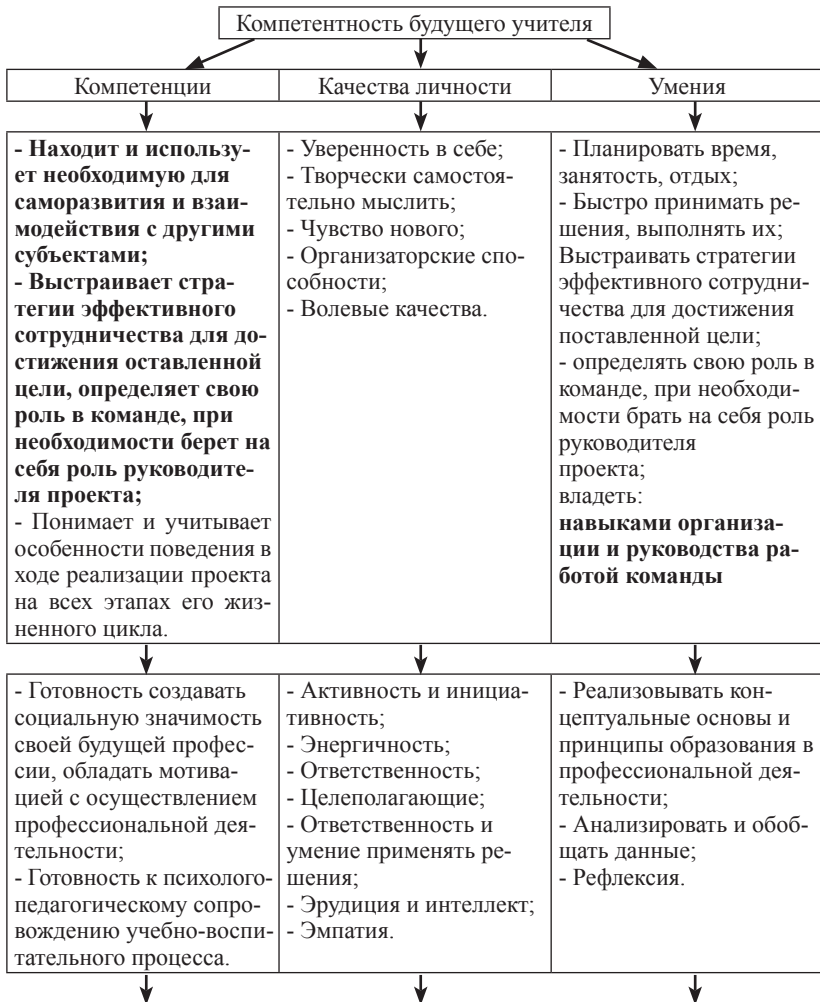 Компетентность будущего учителя
Компетенции
Качества личности
Умения
- Находит и использу-
ет необходимую для
саморазвития и взаи-
модействия с другими
субъектами;
- Выстраивает стра-
тегии эффективного
сотрудничества для до-
стижения оставленной
цели, определяет свою
роль в команде, при
необходимости берет на
себя роль руководите-
ля проекта;
- Понимает и учитывает
особенности поведения в
ходе реализации проекта
на всех этапах его жиз-
ненного цикла.
- Уверенность в себе;
- Творчески самостоя-
тельно мыслить;
- Чувство нового;
- Организаторские спо-
собности;
- Волевые качества.
- Планировать время,
занятость, отдых;
- Быстро принимать ре-
шения, выполнять их;
Выстраивать стратегии
эффективного сотрудни-
чества для достижения
поставленной цели;
- определять свою роль в
команде, при необходи-
мости брать на себя роль
руководителя
проекта;
владеть:
навыками организа-
ции и руководства ра-
ботой команды
- Готовность создавать
социальную значимость
своей будущей профес-
сии, обладать мотива-
цией с осуществлением
профессиональной дея-
тельности;
- Готовность к психолого-
педагогическому сопро-
вождению учебно-воспи-
тательного процесса.
- Активность и инициа-
тивность;
- Энергичность;
- Ответственность;
- Целеполагающие;
- Ответственность и
умение применять ре-
шения;
- Эрудиция и интеллект;
- Эмпатия.
- Реализовывать кон-
цептуальные основы и
принципы образования в
профессиональной дея-
тельности;
- Анализировать и обоб-
щать данные;
- Рефлексия.